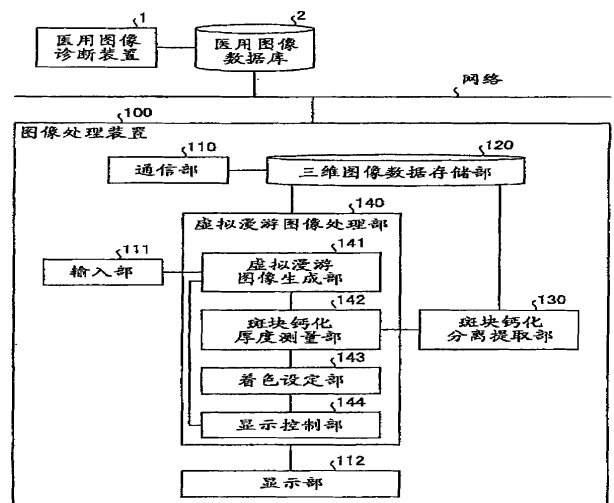 1
2
医用图像
诊断装置
医用图像
数据库
网络
100
图像处理装置
110
120
通信部
三维图像数据存储部
140
虚拟漫游图像处理部
111
141
输入部
虚拟漫游
图像生成部
142
130
斑块钙化
厚度测量部
斑块钙化
分离提取部
143
着色设定部
144
显示控制部
112
显示部